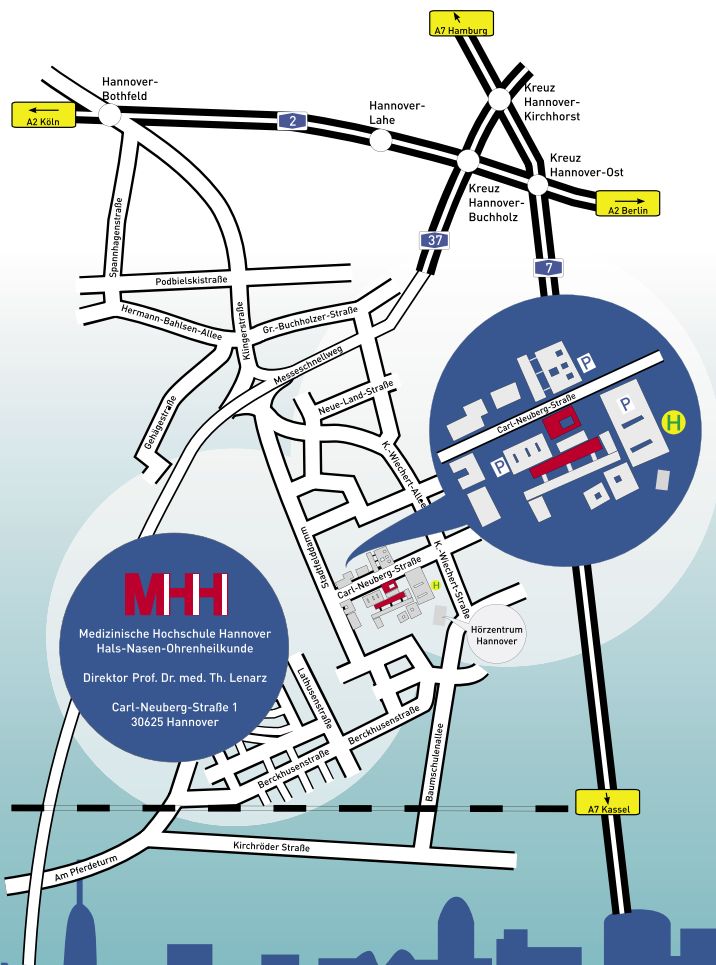 A7 Hamburg
Hannover-
Bothfeld
Kreuz
Hannover-
Kirchhorst
Hannover-
Lahe
A2 Köln
2
Kreuz
Hannover-Ost
Kreuz
Hannover-
Buchholz
A2 Berlin
37
7
Spannhagenstraße
Podbielskistraße
Hermann-Bahlsen-Allee
Klingerstraße
Gr.-Buchholzer-Straße
Messeschnellweg
Gehägestraße
Neue-Land-Straße
K.-Wiechert-Allee
P
Carl-Neuberg-Straße
P
H
P
Stadtfelddamm
K.-Wiechert-Straße
Carl-Neuberg-Straße
H
Hörzentrum
Hannover
MHH
Medizinische Hochschule Hannover
Hals-Nasen-Ohrenheilkunde
Direktor Prof. Dr. med. Th. Lenarz
Carl-Neuberg-Straße 1
30625 Hannover
Lathusenstraße
Berckhusenstraße
Berckhusenstraße
Baumschulenallee
A7 Kassel
Kirchröder Straße
Am Pferdeturm